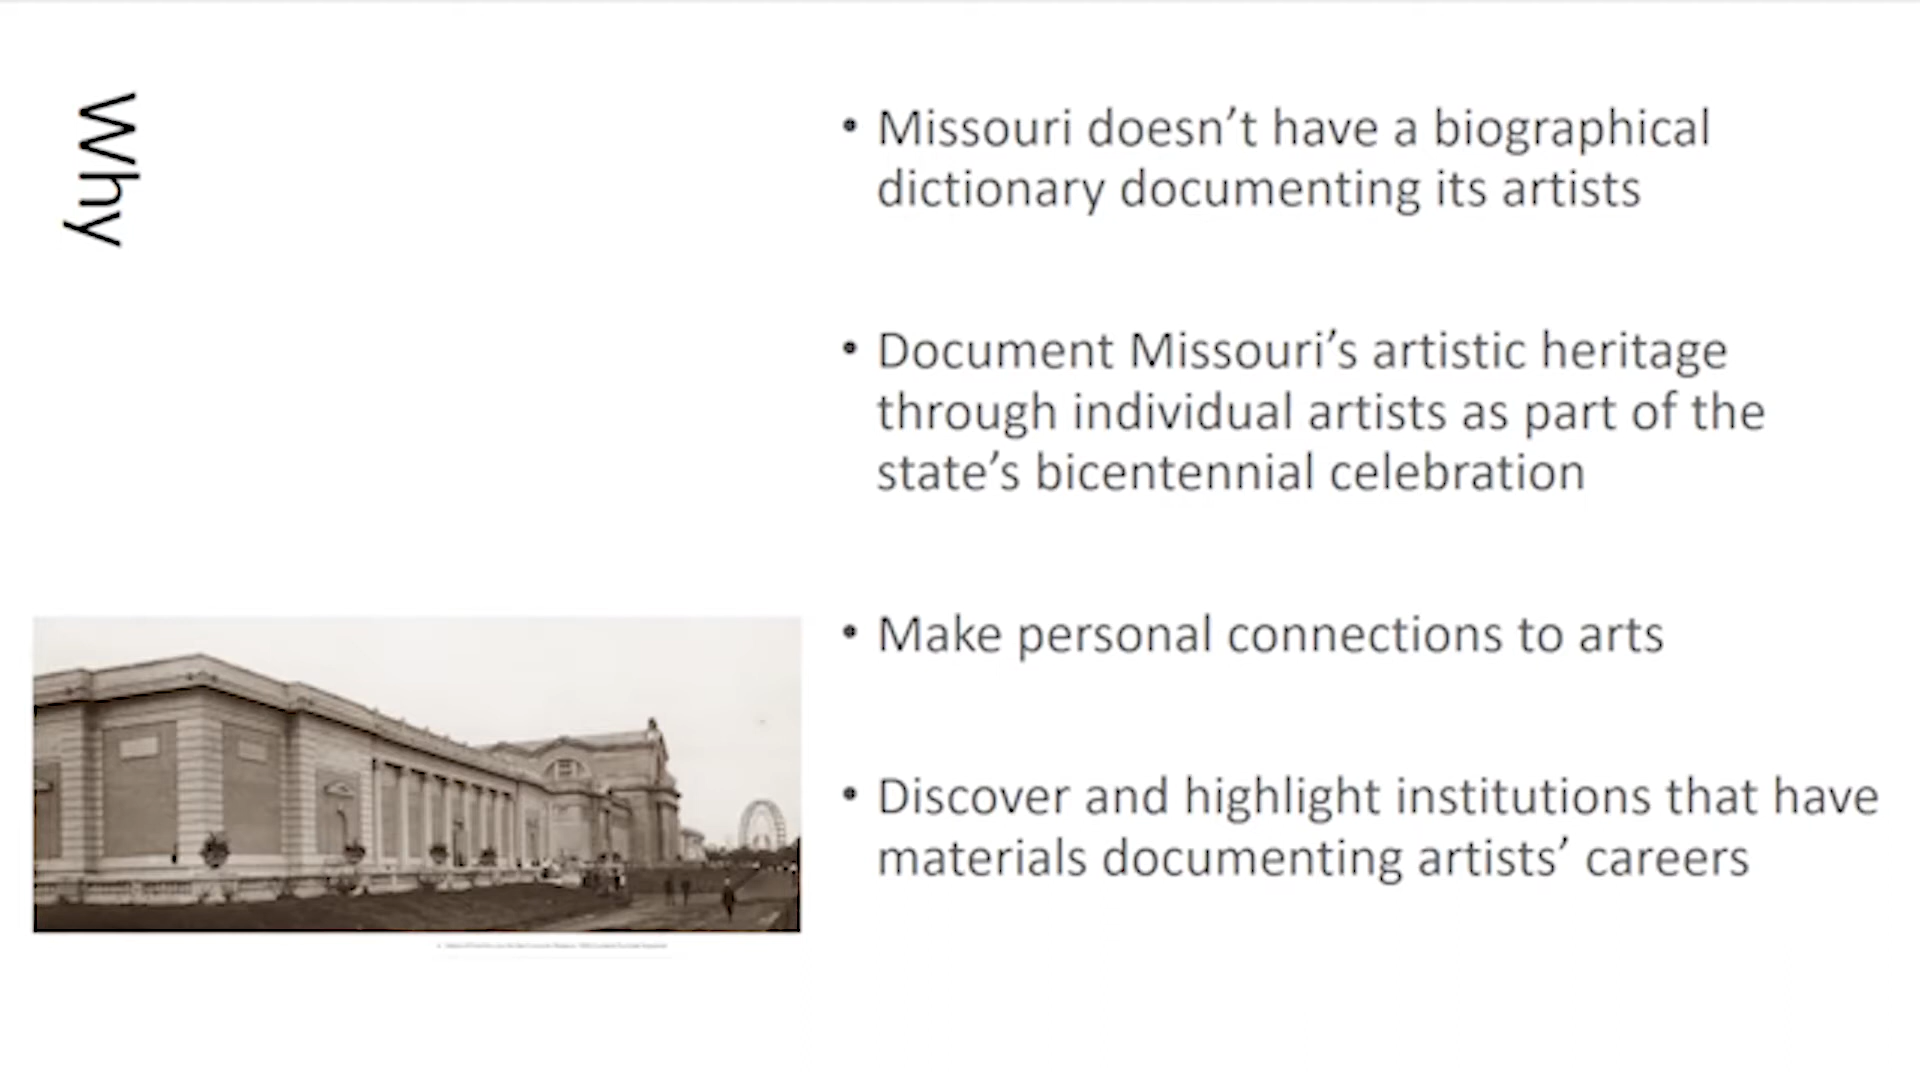 Why
• Missouri doesn’t have a biographical
dictionary documenting its artists
• Document Missouri’s artistic heritage
through individual artists as part of the
state’s bicentennial celebration
• Make personal connections to arts
• Discover and highlight institutions that have
materials documenting artists’ careers